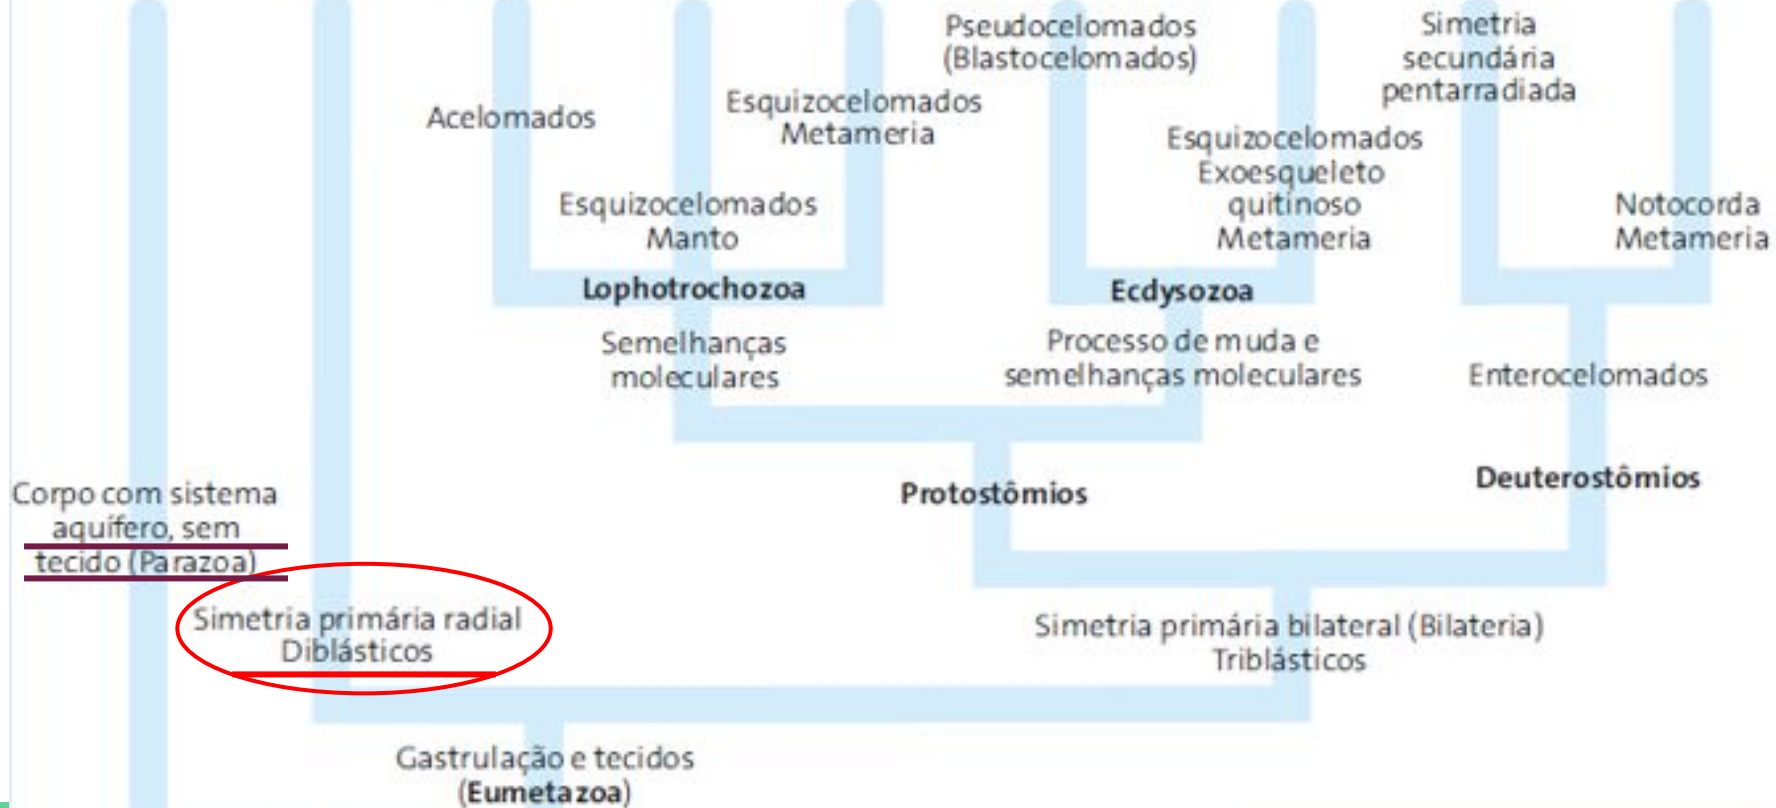 Pseudocelomados
(Blastocelomados)
Simetria
secundária
pentarradiada
Acelomados
Esquizocelomados
Metameria
Esquizocelomados
Exoesqueleto
quitinoso
Metameria
Esquizocelomados
Manto
Notocorda
Metameria
Lophotrochozoa
Ecdysozoa
Semelhanças
moleculares
Processo de muda e
semelhanças moleculares
Enterocelomados
Corpo com sistema
aquífero, sem
tecido (Parazoa)
Protostômios
Deuterostômios
Simetria primária radial
Diblásticos
Simetria primária bilateral (Bilateria)
Triblásticos
Gastrulação e tecidos
(Eumetazoa)